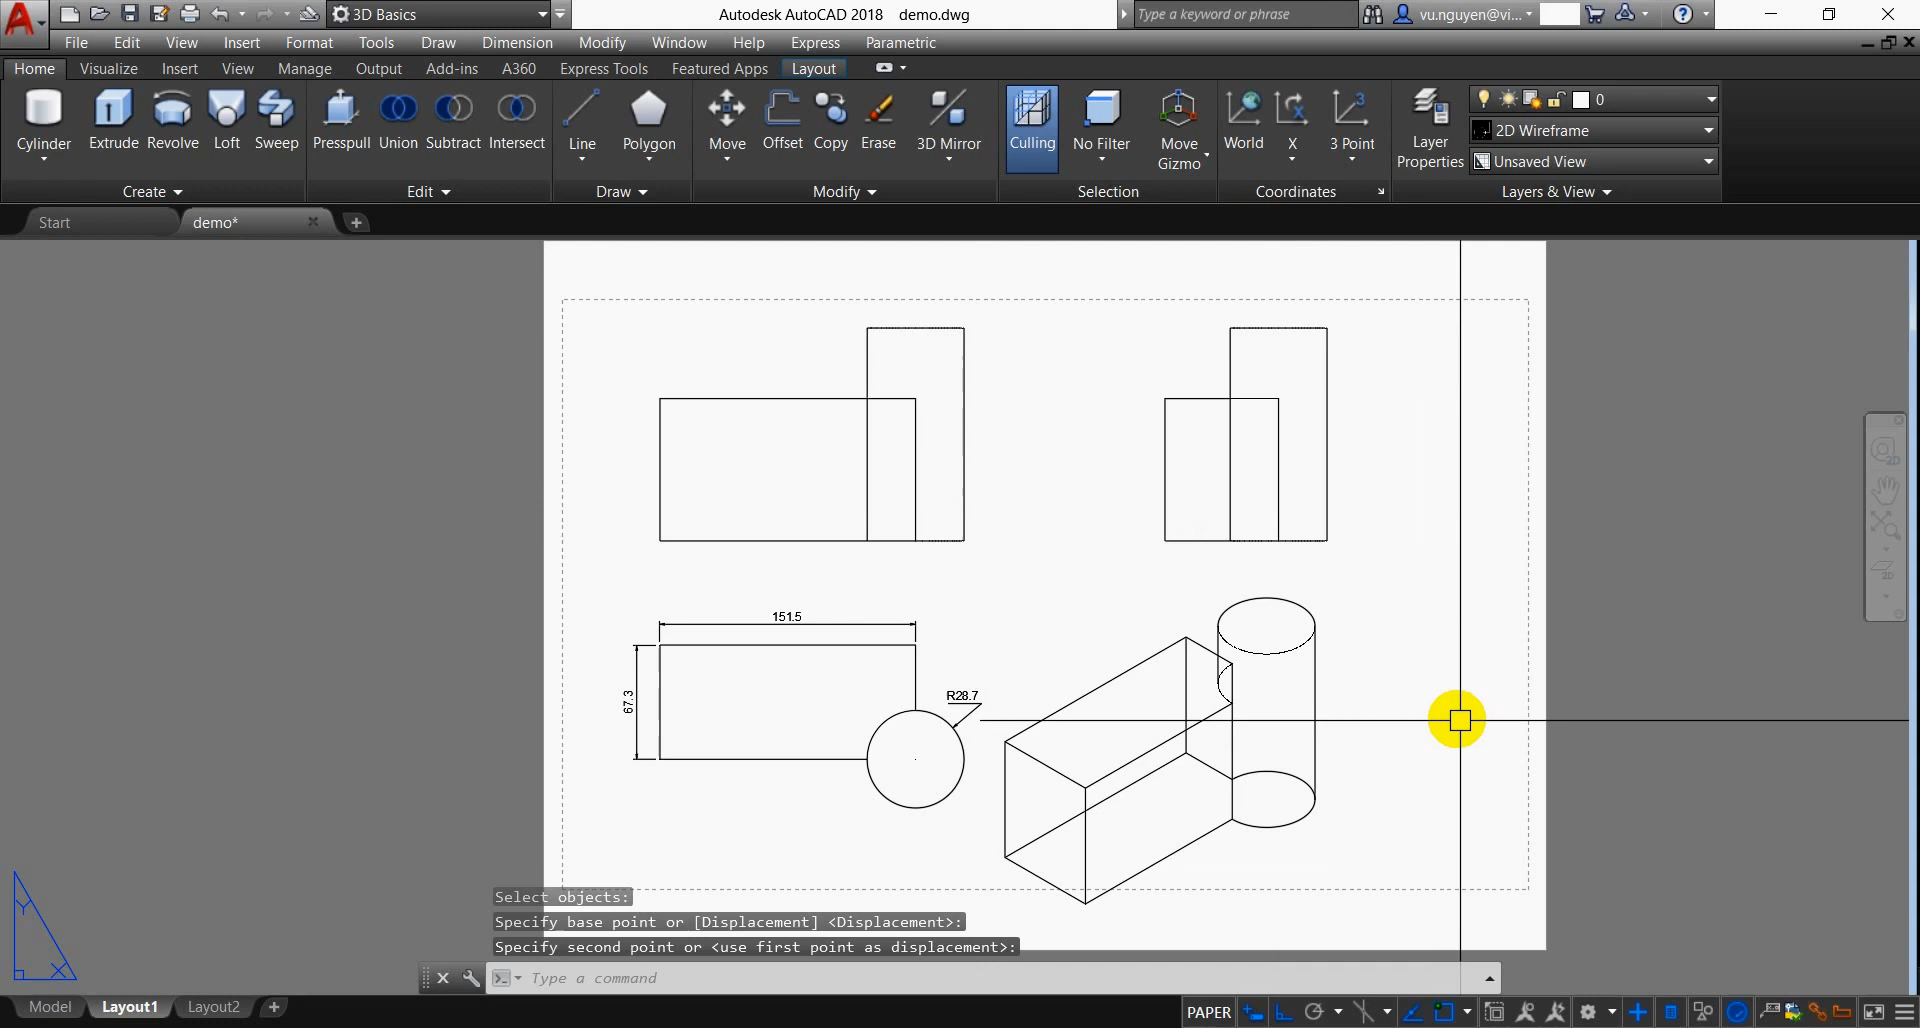 3D Basics
Autodesk AutoCAD 2018 demo.dwg
Type a keyword or phrase
vu.nguyen@vi...
File Edit View Insert Format Tools Draw Dimension Modify Window Help Express Parametric
Home Visualize Insert View Manage Output Add-ins A360 Express Tools Featured Apps Layout
Cylinder Extrude Revolve Loft Sweep Presspull Union Subtract Intersect Line Polygon Move Offset Copy Erase 3D Mirror Culling No Filter Move Gizmo World X 3 Point Layer Properties
0
2D Wireframe
Unsaved View
Create Edit Draw Modify Selection Coordinates Layers & View
Start demo*
2D
2D
151.5
67.3
R28.7
Y
X
Select objects:
Specify base point or [Displacement] <Displacement>:
Specify second point or <use first point as displacement>:
Type a command
Model Layout1 Layout2
PAPER